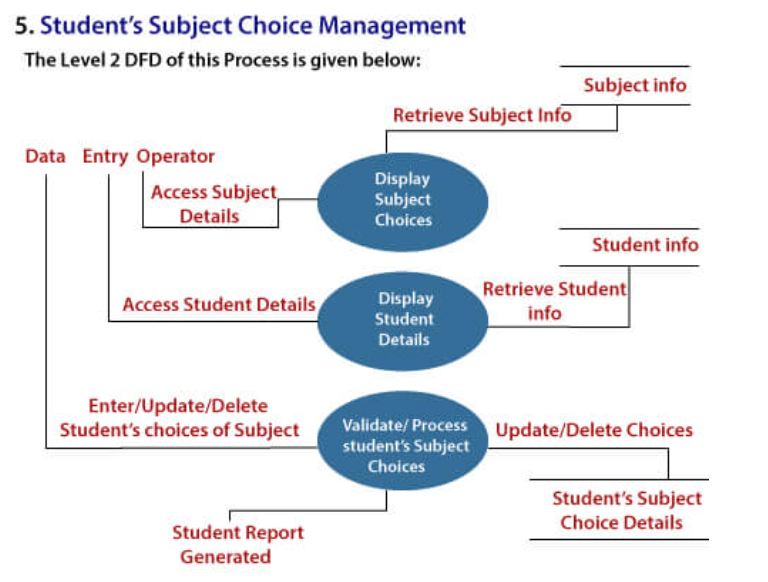 5. Student's Subject Choice Management
The Level 2 DFD of this Process is given below:
Subject info
Retrieve Subject Info
Data Entry Operator
Access Subject
Details
Display
Subject
Choices
Student info
Access Student Details
Display
Student
Details
Retrieve Student
info
Enter/Update/Delete
Student's choices of Subject
Validate/ Process
student's Subject
Choices
Update/Delete Choices
Student's Subject
Choice Details
Student Report
Generated